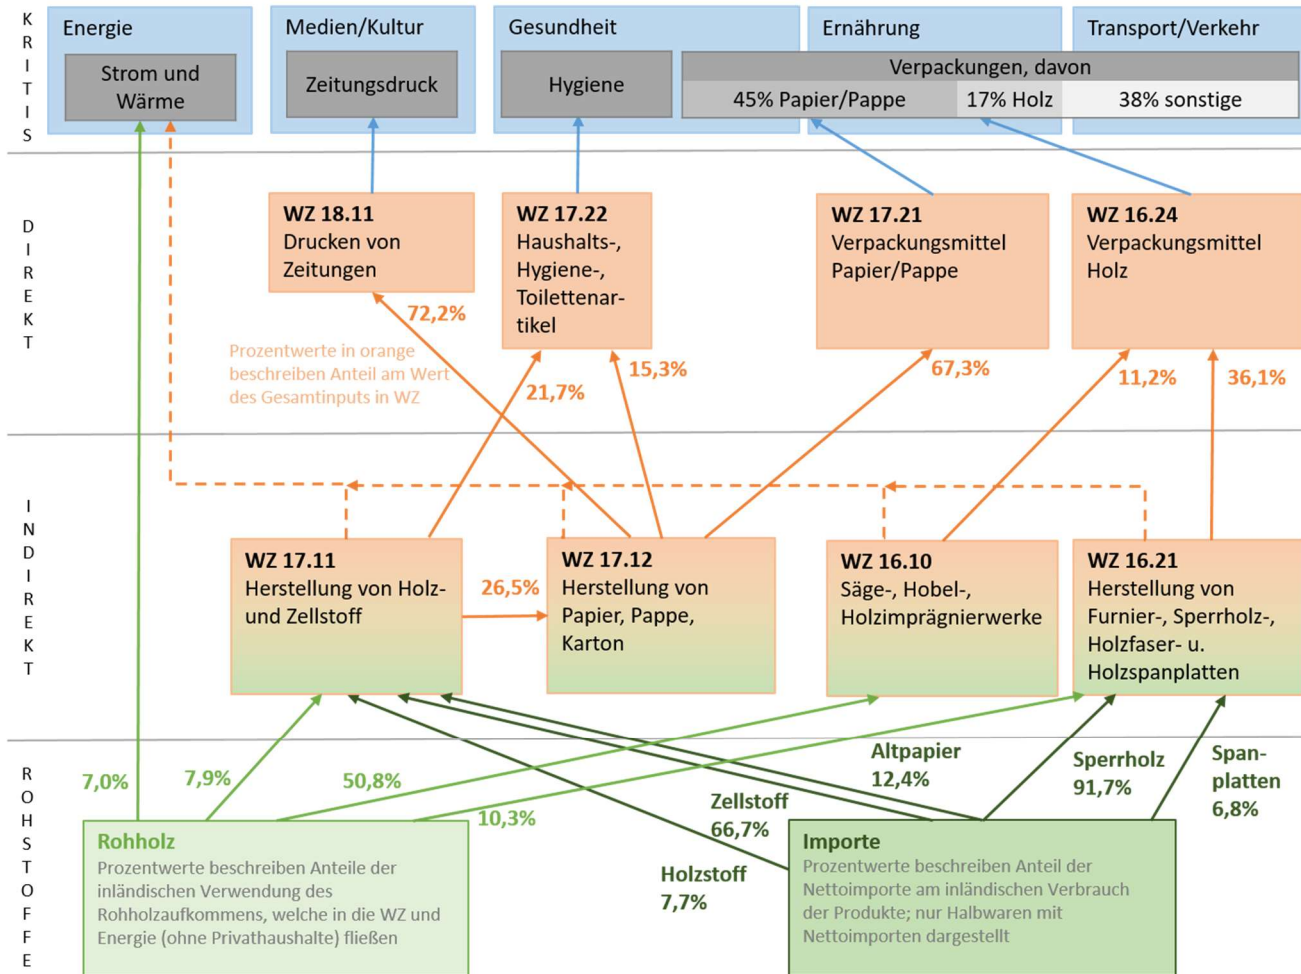 KRITIS
Energie
Strom und
Wärme
Medien/Kultur
Zeitungsdruck
Gesundheit
Hygiene
Ernährung
Transport/Verkehr
Verpackungen, davon
45% Papier/Pappe
17% Holz
38% sonstige
DIREKT
WZ 18.11
Drucken von
Zeitungen
WZ 17.22
Haushalts-,
Hygiene-,
Toilettenar-
tikel
WZ 17.21
Verpackungsmittel
Papier/Pappe
WZ 16.24
Verpackungsmittel
Holz
72,2%
Prozentwerte in orange
beschreiben Anteil am Wert
des Gesamtinputs in WZ
21,7%
15,3%
67,3%
11,2%
36,1%
INDIREKT
WZ 17.11
Herstellung von Holz-
und Zellstoff
26,5%
WZ 17.12
Herstellung von
Papier, Pappe,
Karton
WZ 16.10
Säge-, Hobel-,
Holzimprägnierwerke
WZ 16.21
Herstellung von
Furnier-, Sperrholz-,
Holzfaser- u.
Holzspanplatten
ROHSTOFFE
7,0%
7,9%
50,8%
10,3%
Altpapier
12,4%
Zellstoff
66,7%
Holzstoff
7,7%
Sperrholz
91,7%
Span-
platten
6,8%
Rohholz
Prozentwerte beschreiben Anteile der
inländischen Verwendung des
Rohholzaufkommens, welche in die WZ und
Energie (ohne Privathaushalte) fließen
Importe
Prozentwerte beschreiben Anteil der
Nettoimporte am inländischen Verbrauch
der Produkte; nur Halbwaren mit
Nettoimporten dargestellt